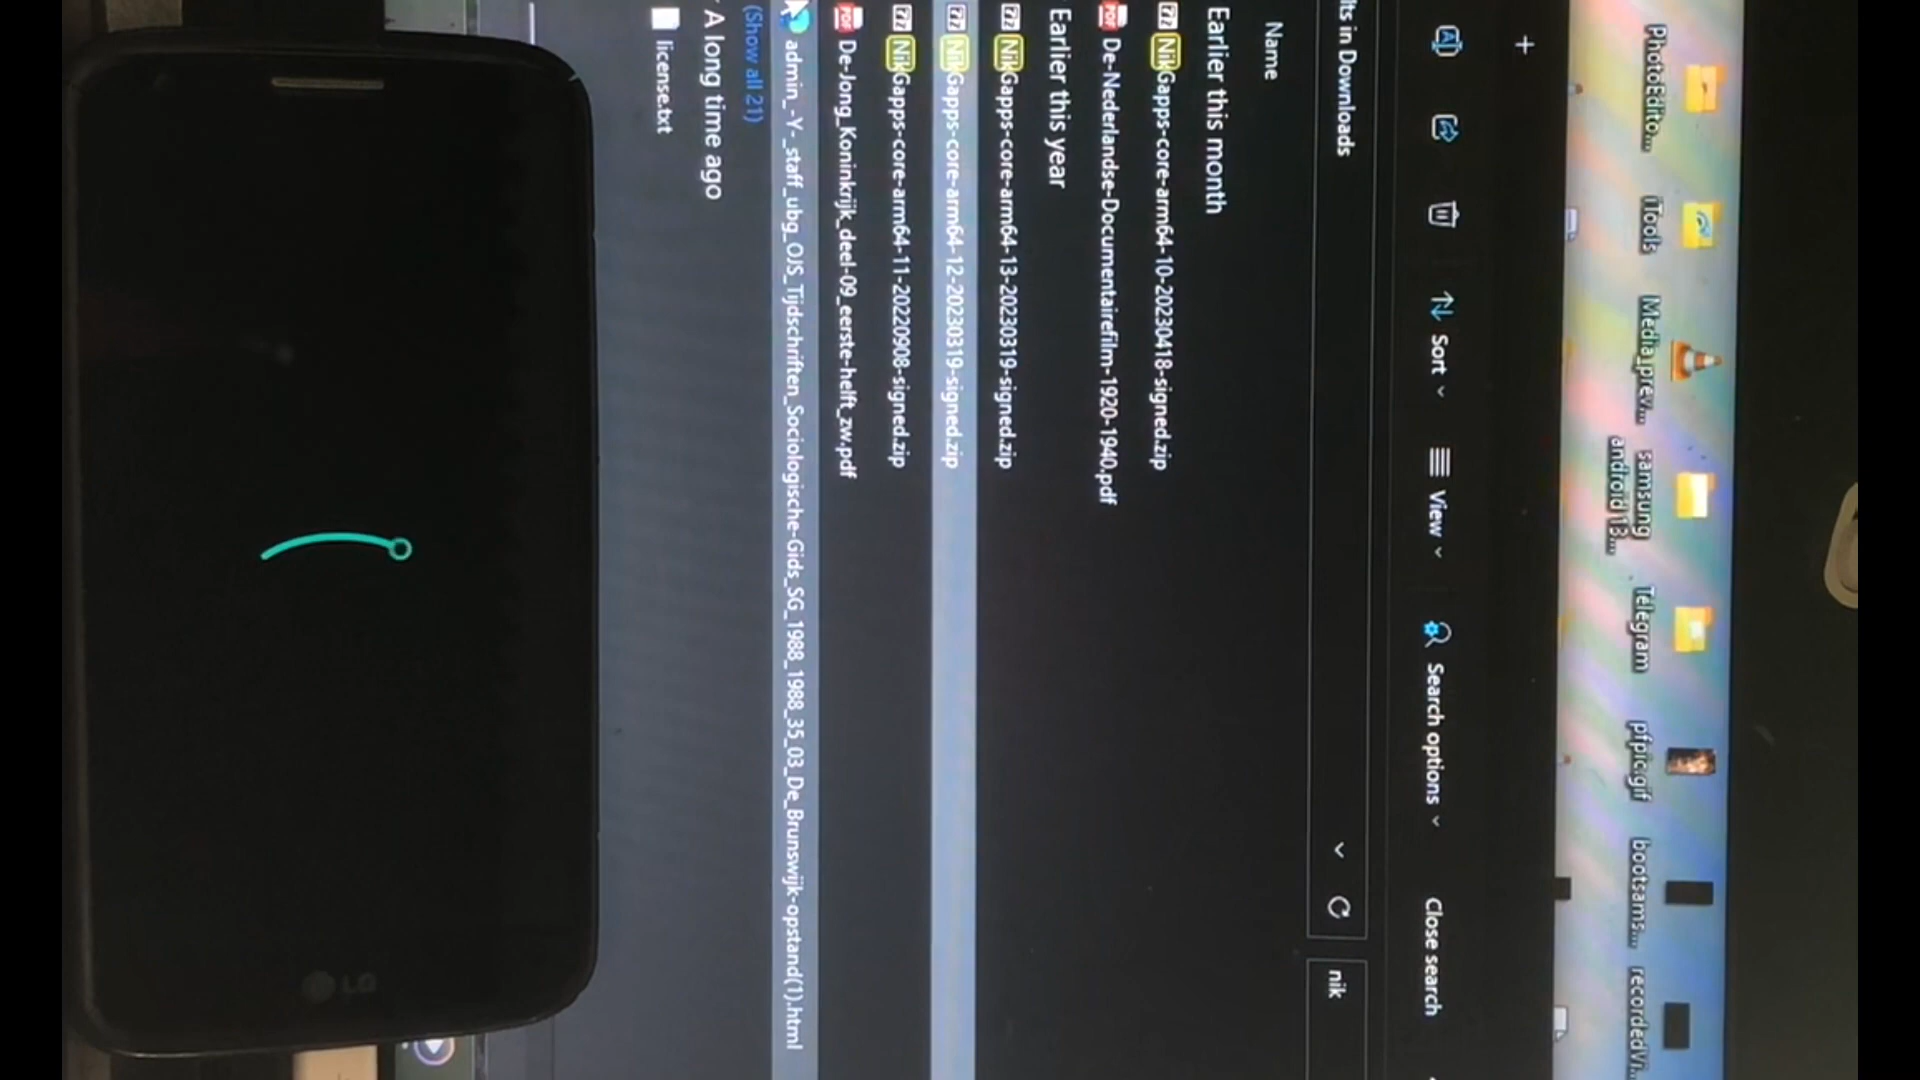 PhotoEdito...
iTools
Media_prev...
samsung
android 13...
Telegram
pfpic.gif
bootsams...
recordedVi...
+
Sort
View
Search options
Close search
lts in Downloads
nik
Name
Earlier this month
NikGapps-core-arm64-10-20230418-signed.zip
De-Nederlandse-Documentairefilm-1920-1940.pdf
Earlier this year
NikGapps-core-arm64-13-20230319-signed.zip
NikGapps-core-arm64-12-20230319-signed.zip
NikGapps-core-arm64-11-20220908-signed.zip
De-Jong_Koninkrijk_deel-09_eerste-helft_zw.pdf
admin_-Y-_staff_ubg_OJS_Tijdschriften_Sociologische-Gids_SG_1988_1988_35_03_De_Brunswijk-opstand(1).html
(Show all 21)
A long time ago
license.txt
LG